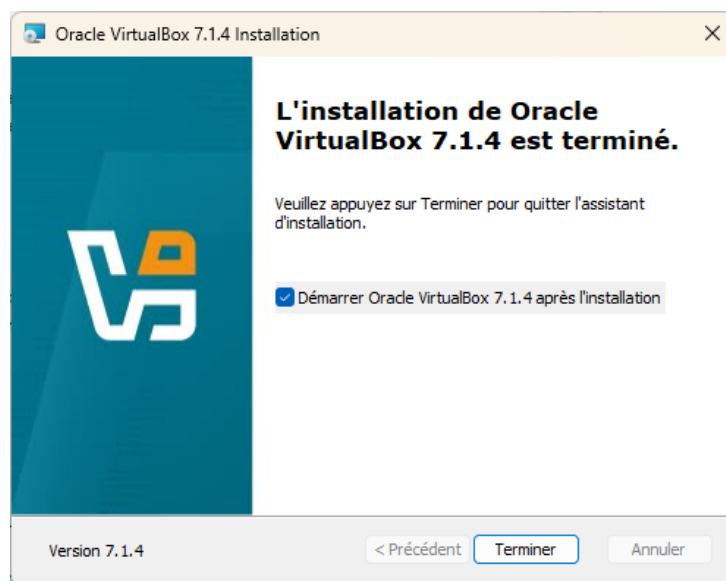 Oracle VirtualBox 7.1.4 Installation
L'installation de Oracle
VirtualBox 7.1.4 est terminé.
Veuillez appuyez sur Terminer pour quitter l'assistant
d'installation.
Démarrer Oracle VirtualBox 7.1.4 après l'installation
Version 7.1.4
< Précédent
Terminer
Annuler